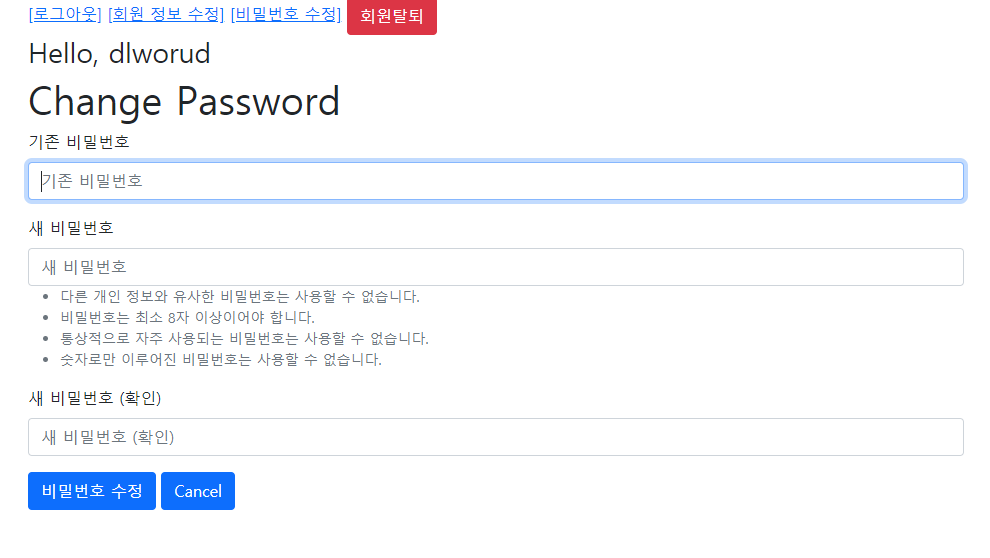 [로그아웃] [회원 정보 수정] [비밀번호 수정] 회원탈퇴
Hello, dlworud
Change Password
기존 비밀번호
기존 비밀번호
새 비밀번호
새 비밀번호
• 다른 개인 정보와 유사한 비밀번호는 사용할 수 없습니다.
• 비밀번호는 최소 8자 이상이어야 합니다.
• 통상적으로 자주 사용되는 비밀번호는 사용할 수 없습니다.
• 숫자로만 이루어진 비밀번호는 사용할 수 없습니다.
새 비밀번호 (확인)
새 비밀번호 (확인)
비밀번호 수정 Cancel